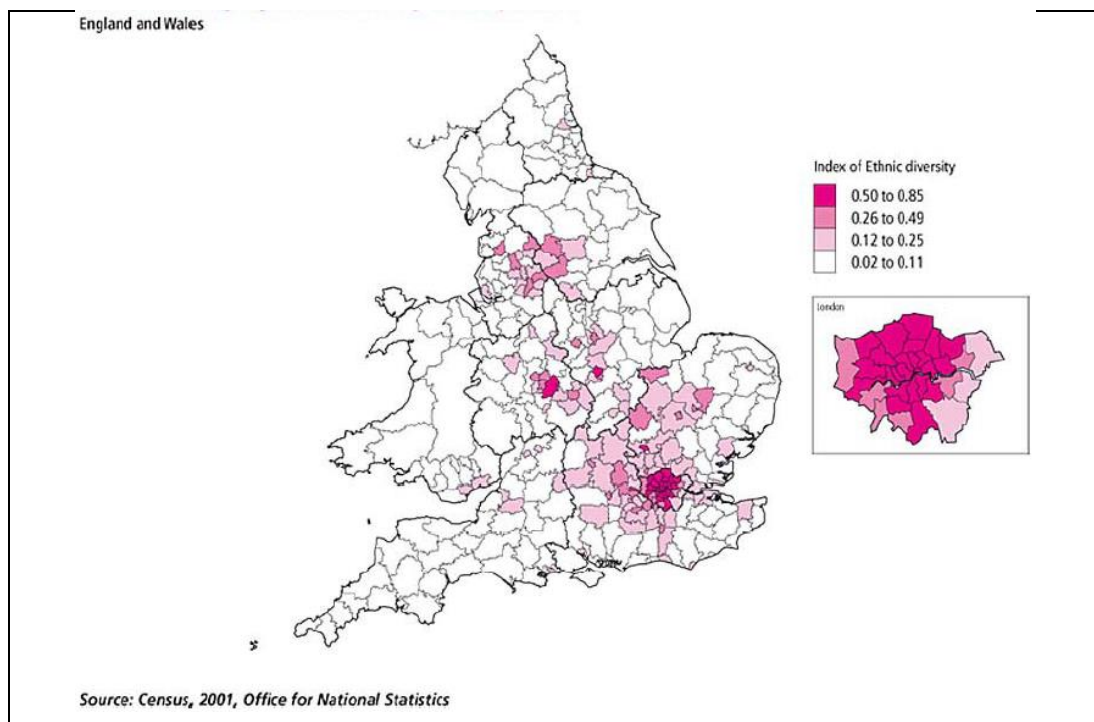 England and Wales
Index of Ethnic diversity
0.50 to 0.85
0.26 to 0.49
0.12 to 0.25
0.02 to 0.11
London
Source: Census, 2001, Office for National Statistics